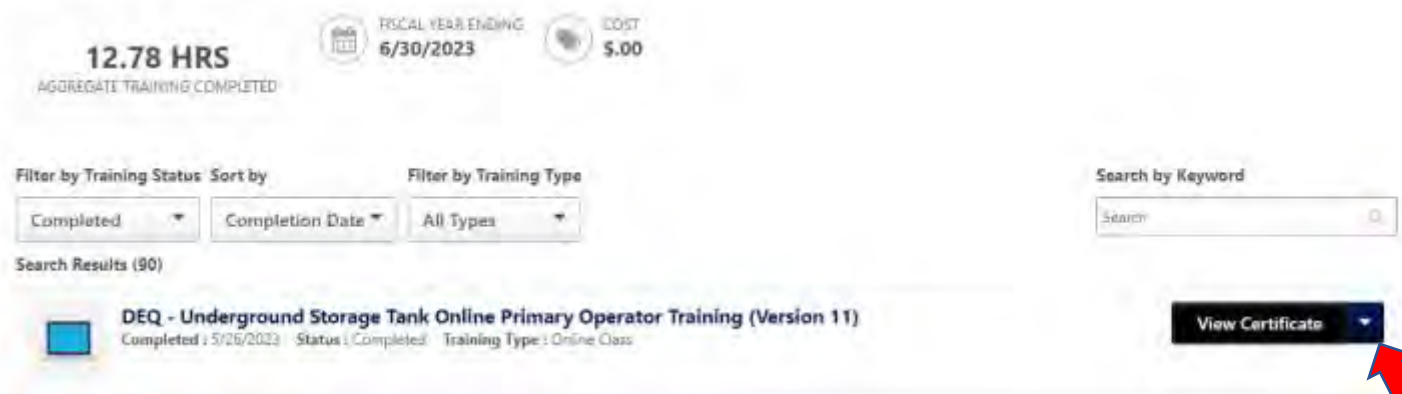 12.78 HRS
AGGREGATE TRAINING COMPLETED
FISCAL YEAR ENDING
6/30/2023
COST
$.00
Filter by Training Status Sort by Filter by Training Type Search by Keyword
Completed Completion Date All Types Search
Search Results (90)
DEQ - Underground Storage Tank Online Primary Operator Training (Version 11)
Completed : 5/26/2023 Status : Completed Training Type : Online Class
View Certificate